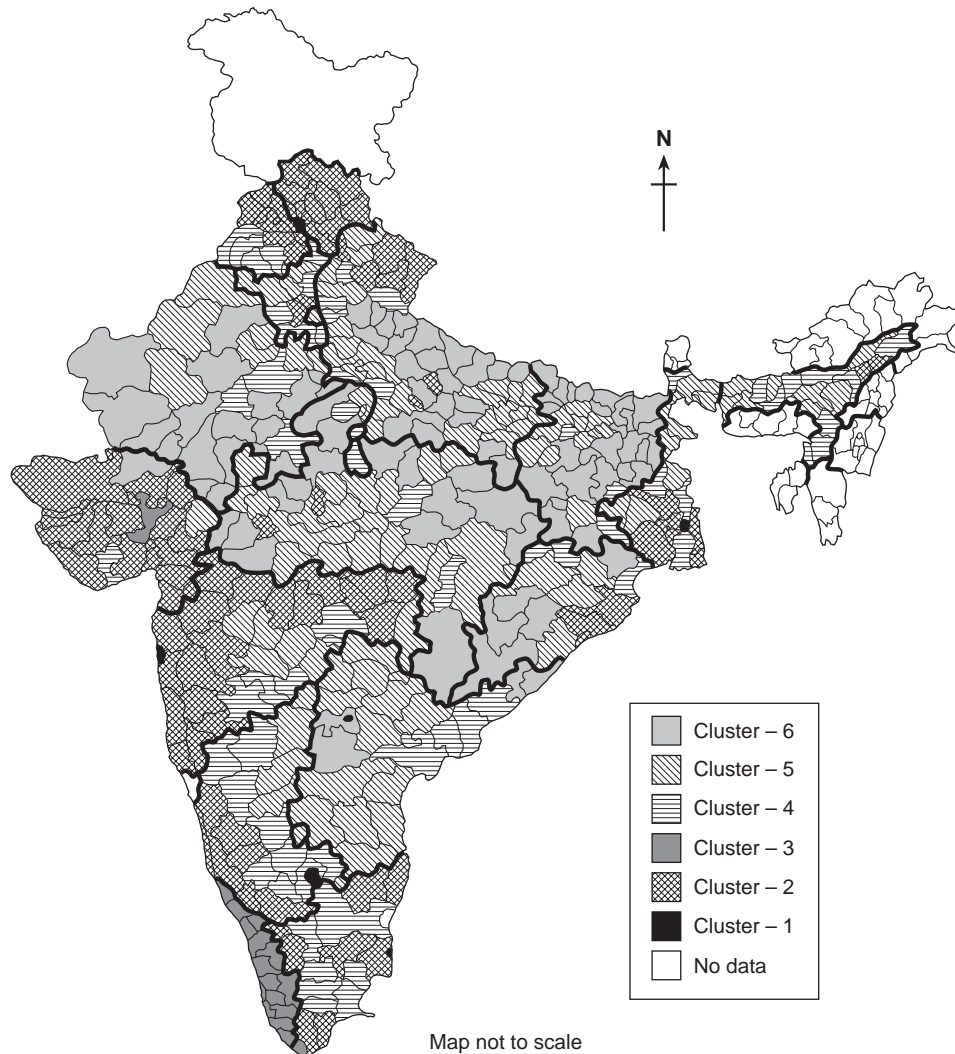 N
Cluster – 6
Cluster – 5
Cluster – 4
Cluster – 3
Cluster – 2
Cluster – 1
No data
Map not to scale